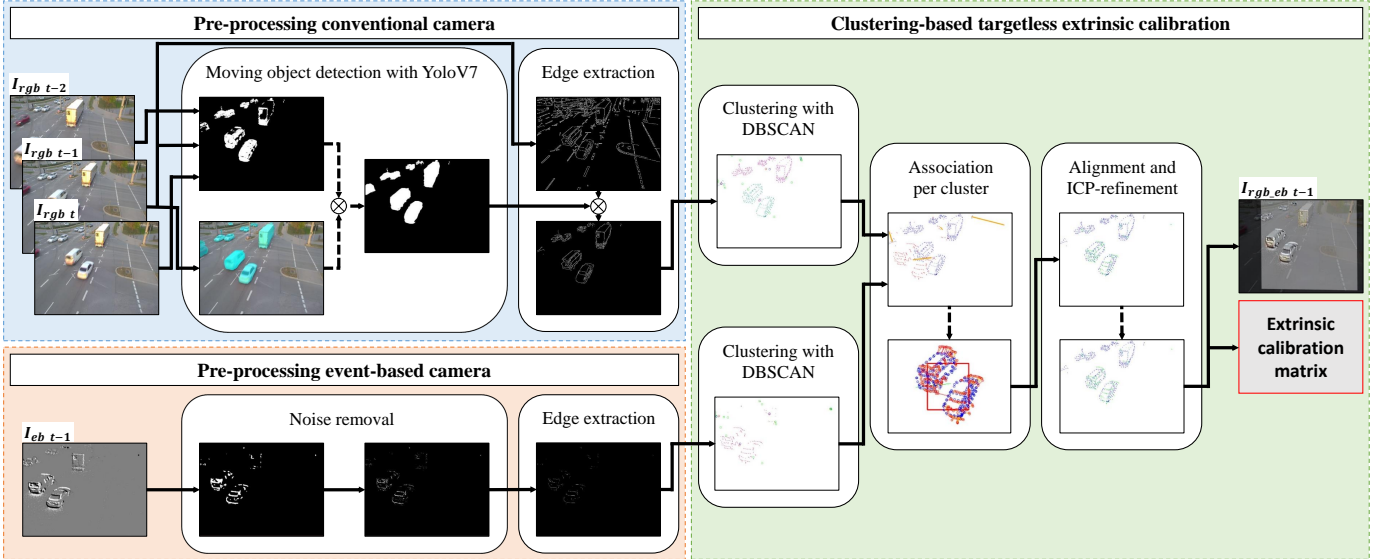 Pre-processing conventional camera
I_rgb t−2
I_rgb t−1
I_rgb t
Moving object detection with YoloV7
Edge extraction
Pre-processing event-based camera
I_eb t−1
Noise removal
Edge extraction
Clustering-based targetless extrinsic calibration
Clustering with
DBSCAN
Clustering with
DBSCAN
Association
per cluster
Alignment and
ICP-refinement
I_rgb_eb t−1
Extrinsic
calibration
matrix